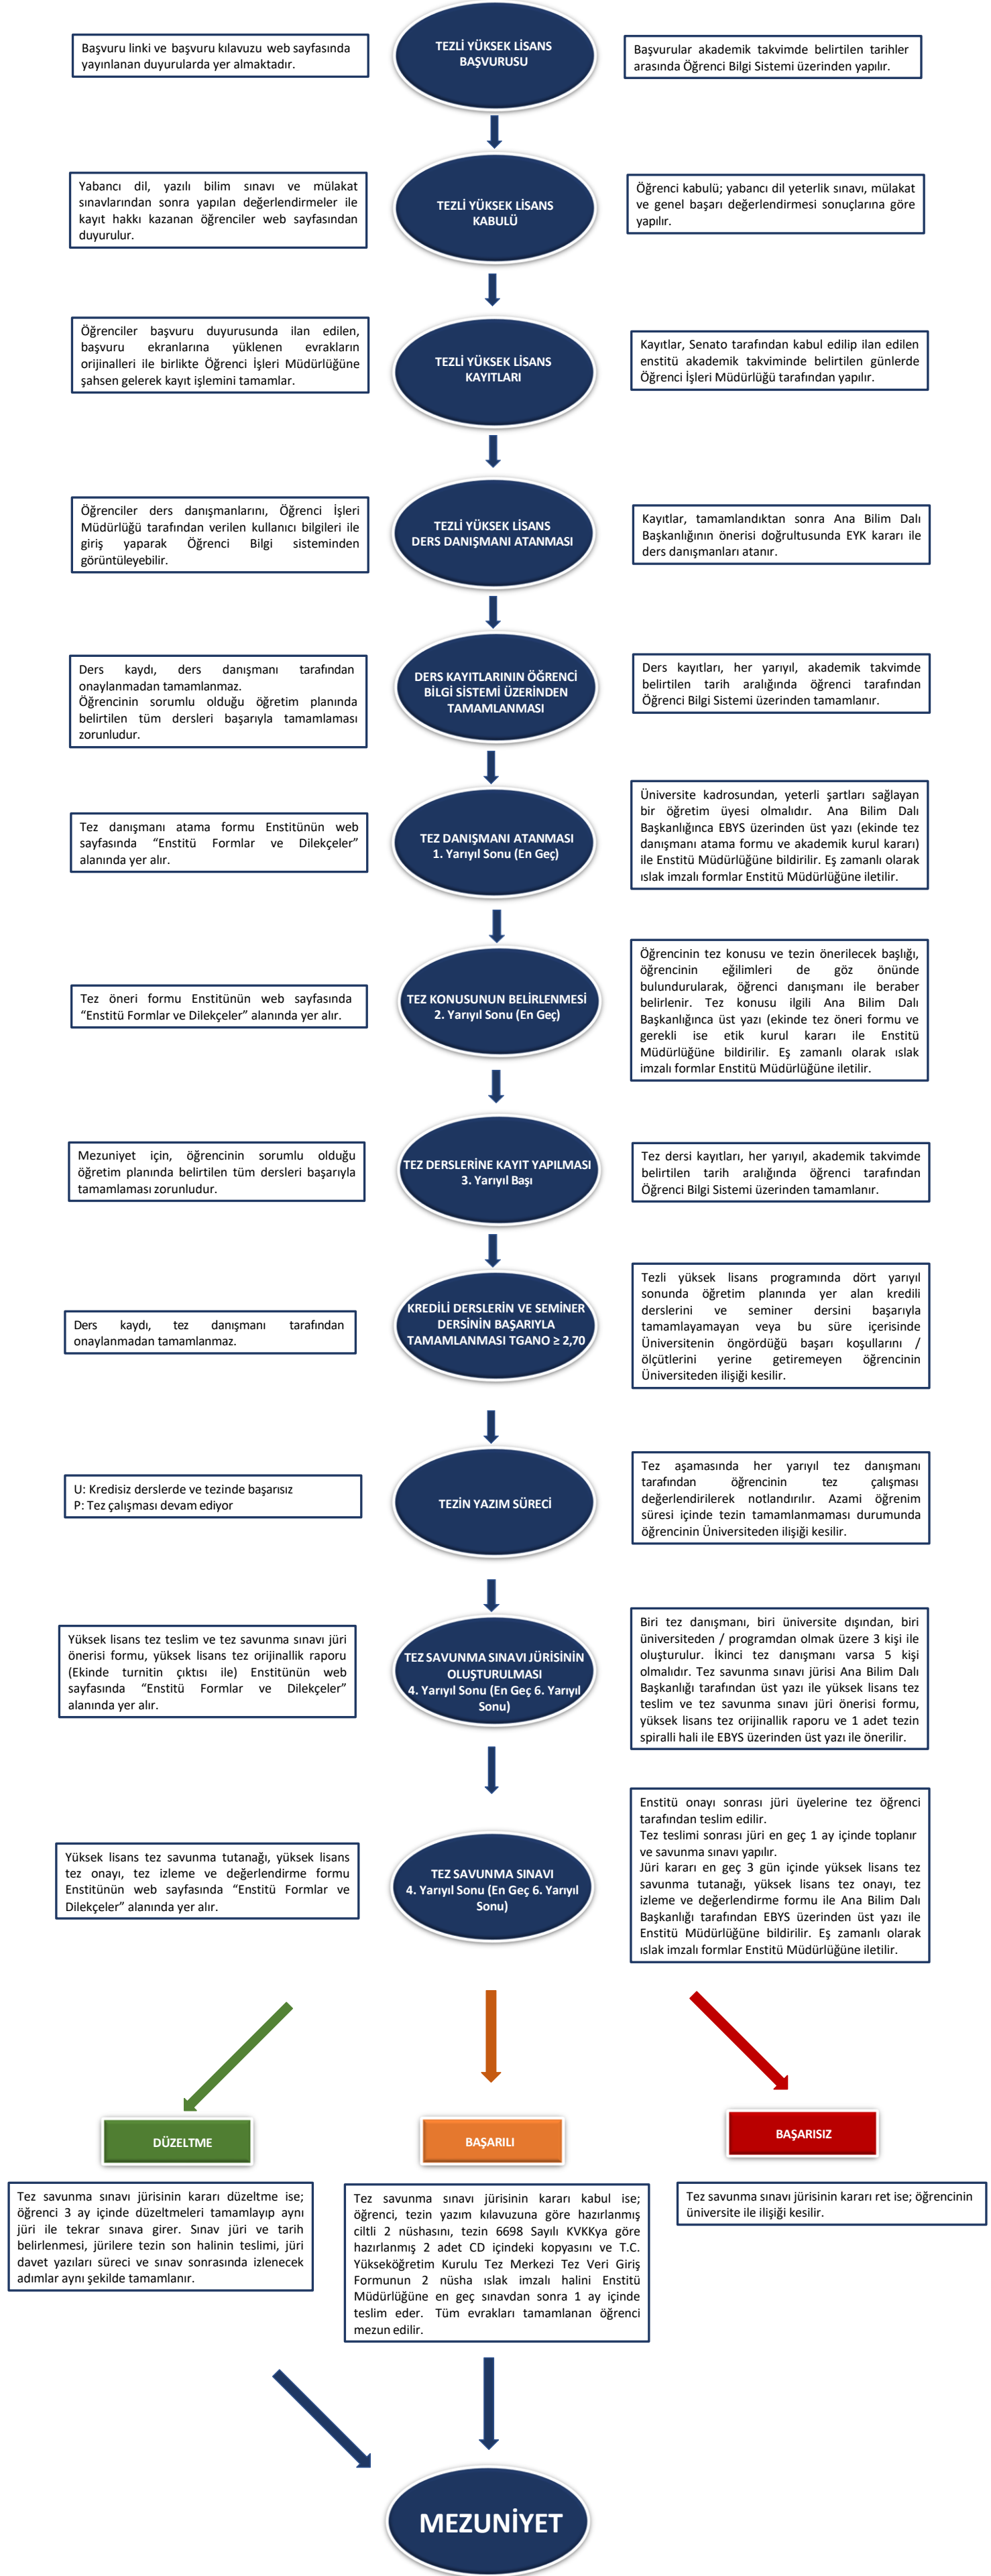 TEZLİ YÜKSEK LİSANS
BAŞVURUSU
Başvuru linki ve başvuru kılavuzu web sayfasında
yayınlanan duyurularda yer almaktadır.
Başvurular akademik takvimde belirtilen tarihler
arasında Öğrenci Bilgi Sistemi üzerinden yapılır.
Yabancı dil, yazılı bilim sınavı ve mülakat
sınavlarından sonra yapılan değerlendirmeler ile
kayıt hakkı kazanan öğrenciler web sayfasından
duyurulur.
TEZLİ YÜKSEK LİSANS
KABULÜ
Öğrenci kabulü; yabancı dil yeterlik sınavı, mülakat
ve genel başarı değerlendirmesi sonuçlarına göre
yapılır.
Öğrenciler başvuru duyurusunda ilan edilen,
başvuru ekranlarına yüklenen evrakların
orijinalleri ile birlikte Öğrenci İşleri Müdürlüğüne
şahsen gelerek kayıt işlemini tamamlar.
TEZLİ YÜKSEK LİSANS
KAYITLARI
Kayıtlar, Senato tarafından kabul edilip ilan edilen
enstitü akademik takviminde belirtilen günlerde
Öğrenci İşleri Müdürlüğü tarafından yapılır.
Öğrenciler ders danışmanlarını, Öğrenci İşleri
Müdürlüğü tarafından verilen kullanıcı bilgileri ile
giriş yaparak Öğrenci Bilgi sisteminden
görüntüleyebilir.
TEZLİ YÜKSEK LİSANS
DERS DANIŞMANI ATANMASI
Kayıtlar, tamamlandıktan sonra Ana Bilim Dalı
Başkanlığının önerisi doğrultusunda EYK kararı ile
ders danışmanları atanır.
Ders kaydı, ders danışmanı tarafından
onaylanmadan tamamlanmaz.
Öğrencinin sorumlu olduğu öğretim planında
belirtilen tüm dersleri başarıyla tamamlaması
zorunludur.
DERS KAYITLARININ ÖĞRENCİ
BİLGİ SİSTEMİ ÜZERİNDEN
TAMAMLANMASI
Ders kayıtları, her yarıyıl, akademik takvimde
belirtilen tarih aralığında öğrenci tarafından
Öğrenci Bilgi Sistemi üzerinden tamamlanır.
Tez danışmanı atama formu Enstitünün web
sayfasında “Enstitü Formlar ve Dilekçeler”
alanında yer alır.
TEZ DANIŞMANI ATANMASI
1. Yarıyıl Sonu (En Geç)
Üniversite kadrosundan, yeterli şartları sağlayan
bir öğretim üyesi olmalıdır. Ana Bilim Dalı
Başkanlığınca EBYS üzerinden üst yazı (ekinde tez
danışmanı atama formu ve akademik kurul kararı)
ile Enstitü Müdürlüğüne bildirilir. Eş zamanlı olarak
ıslak imzalı formlar Enstitü Müdürlüğüne iletilir.
Tez öneri formu Enstitünün web sayfasında
“Enstitü Formlar ve Dilekçeler” alanında yer alır.
TEZ KONUSUNUN BELİRLENMESİ
2. Yarıyıl Sonu (En Geç)
Öğrencinin tez konusu ve tezin önerilecek başlığı,
öğrencinin eğilimleri de göz önünde
bulundurularak, öğrenci danışmanı ile beraber
belirlenir. Tez konusu ilgili Ana Bilim Dalı
Başkanlığınca üst yazı (ekinde tez öneri formu ve
gerekli ise etik kurul kararı ile Enstitü
Müdürlüğüne bildirilir. Eş zamanlı olarak ıslak
imzalı formlar Enstitü Müdürlüğüne iletilir.
Mezuniyet için, öğrencinin sorumlu olduğu
öğretim planında belirtilen tüm dersleri başarıyla
tamamlaması zorunludur.
TEZ DERSLERİNE KAYIT YAPILMASI
3. Yarıyıl Başı
Tez dersi kayıtları, her yarıyıl, akademik takvimde
belirtilen tarih aralığında öğrenci tarafından
Öğrenci Bilgi Sistemi üzerinden tamamlanır.
Ders kaydı, tez danışmanı tarafından
onaylanmadan tamamlanmaz.
KREDİLİ DERSLERİN VE SEMİNER
DERSİNİN BAŞARIYLA
TAMAMLANMASI TGANO ≥ 2,70
Tezli yüksek lisans programında dört yarıyıl
sonunda öğretim planında yer alan kredili
derslerini ve seminer dersini başarıyla
tamamlayamayan veya bu süre içerisinde
Üniversitenin öngördüğü başarı koşullarını /
ölçütlerini yerine getiremeyen öğrencinin
Üniversiteden ilişiği kesilir.
U: Kredisiz derslerde ve tezinde başarısız
P: Tez çalışması devam ediyor
TEZİN YAZIM SÜRECİ
Tez aşamasında her yarıyıl tez danışmanı
tarafından öğrencinin tez çalışması
değerlendirilerek notlandırılır. Azami öğrenim
süresi içinde tezin tamamlanmaması durumunda
öğrencinin Üniversiteden ilişiği kesilir.
Yüksek lisans tez teslim ve tez savunma sınavı jüri
önerisi formu, yüksek lisans tez orijinallik raporu
(Ekinde turnitin çıktısı ile) Enstitünün web
sayfasında “Enstitü Formlar ve Dilekçeler”
alanında yer alır.
TEZ SAVUNMA SINAVI JÜRİSİNİN
OLUŞTURULMASI
4. Yarıyıl Sonu (En Geç 6. Yarıyıl
Sonu)
Biri tez danışmanı, biri üniversite dışından, biri
üniversiteden / programdan olmak üzere 3 kişi ile
oluşturulur. İkinci tez danışmanı varsa 5 kişi
olmalıdır. Tez savunma sınavı jürisi Ana Bilim Dalı
Başkanlığı tarafından üst yazı ile yüksek lisans tez
teslim ve tez savunma sınavı jüri önerisi formu,
yüksek lisans tez orijinallik raporu ve 1 adet tezin
spiralli hali ile EBYS üzerinden üst yazı ile önerilir.
Yüksek lisans tez savunma tutanağı, yüksek lisans
tez onayı, tez izleme ve değerlendirme formu
Enstitünün web sayfasında “Enstitü Formlar ve
Dilekçeler” alanında yer alır.
TEZ SAVUNMA SINAVI
4. Yarıyıl Sonu (En Geç 6. Yarıyıl
Sonu)
Enstitü onayı sonrası jüri üyelerine tez öğrenci
tarafından teslim edilir.
Tez teslimi sonrası jüri en geç 1 ay içinde toplanır
ve savunma sınavı yapılır.
Jüri kararı en geç 3 gün içinde yüksek lisans tez
savunma tutanağı, yüksek lisans tez onayı, tez
izleme ve değerlendirme formu ile Ana Bilim Dalı
Başkanlığı tarafından EBYS üzerinden üst yazı ile
Enstitü Müdürlüğüne bildirilir. Eş zamanlı olarak
ıslak imzalı formlar Enstitü Müdürlüğüne iletilir.
DÜZELTME
BAŞARILI
BAŞARISIZ
Tez savunma sınavı jürisinin kararı düzeltme ise;
öğrenci 3 ay içinde düzeltmeleri tamamlayıp aynı
jüri ile tekrar sınava girer. Sınav jüri ve tarih
belirlenmesi, jürilere tezin son halinin teslimi, jüri
davet yazıları süreci ve sınav sonrasında izlenecek
adımlar aynı şekilde tamamlanır.
Tez savunma sınavı jürisinin kararı kabul ise;
öğrenci, tezin yazım kılavuzuna göre hazırlanmış
ciltli 2 nüshasını, tezin 6698 Sayılı KVKKya göre
hazırlanmış 2 adet CD içindeki kopyasını ve T.C.
Yükseköğretim Kurulu Tez Merkezi Tez Veri Giriş
Formunun 2 nüsha ıslak imzalı halini Enstitü
Müdürlüğüne en geç sınavdan sonra 1 ay içinde
teslim eder. Tüm evrakları tamamlanan öğrenci
mezun edilir.
Tez savunma sınavı jürisinin kararı ret ise; öğrencinin
üniversite ile ilişiği kesilir.
MEZUNİYET